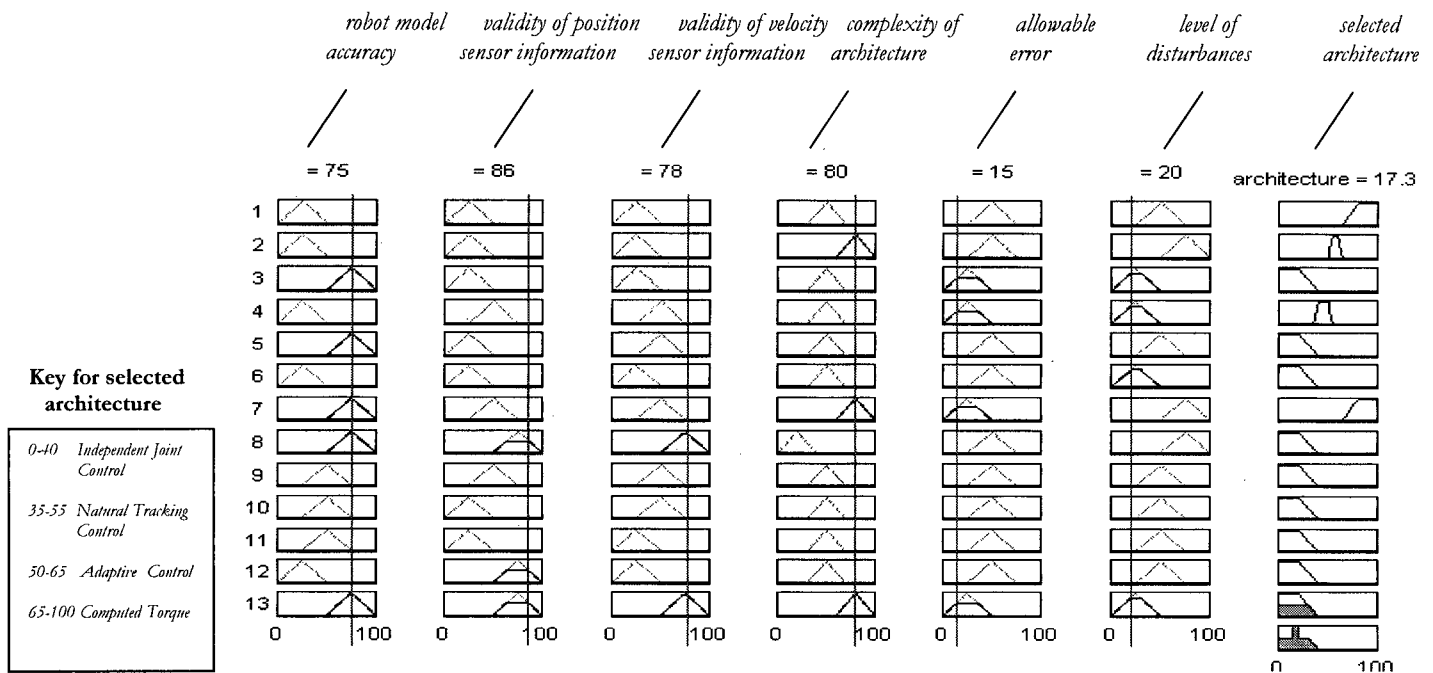 robot model
accuracy
validity of position
sensor information
validity of velocity
sensor information
complexity of
architecture
allowable
error
level of
disturbances
selected
architecture
= 75
= 86
= 78
= 80
= 15
= 20
architecture = 17.3
1
2
3
4
5
6
7
8
9
10
11
12
13
0 100
0 100
0 100
0 100
0 100
0 100
0 100
Key for selected
architecture
0-40 Independent Joint
Control
35-55 Natural Tracking
Control
50-65 Adaptive Control
65-100 Computed Torque